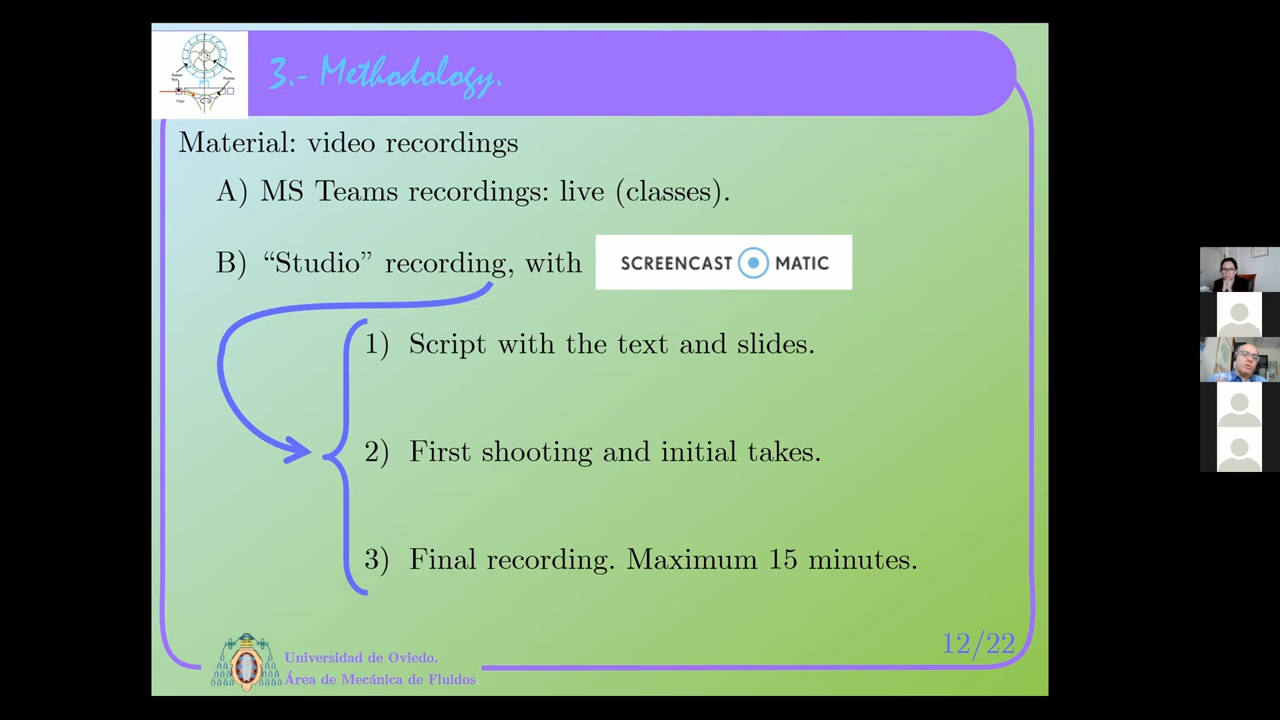 3.- Methodology.
Material: video recordings
A) MS Teams recordings: live (classes).
B) “Studio” recording, with SCREENCAST MATIC
1) Script with the text and slides.
2) First shooting and initial takes.
3) Final recording. Maximum 15 minutes.
12/22
Universidad de Oviedo.
Área de Mecánica de Fluidos